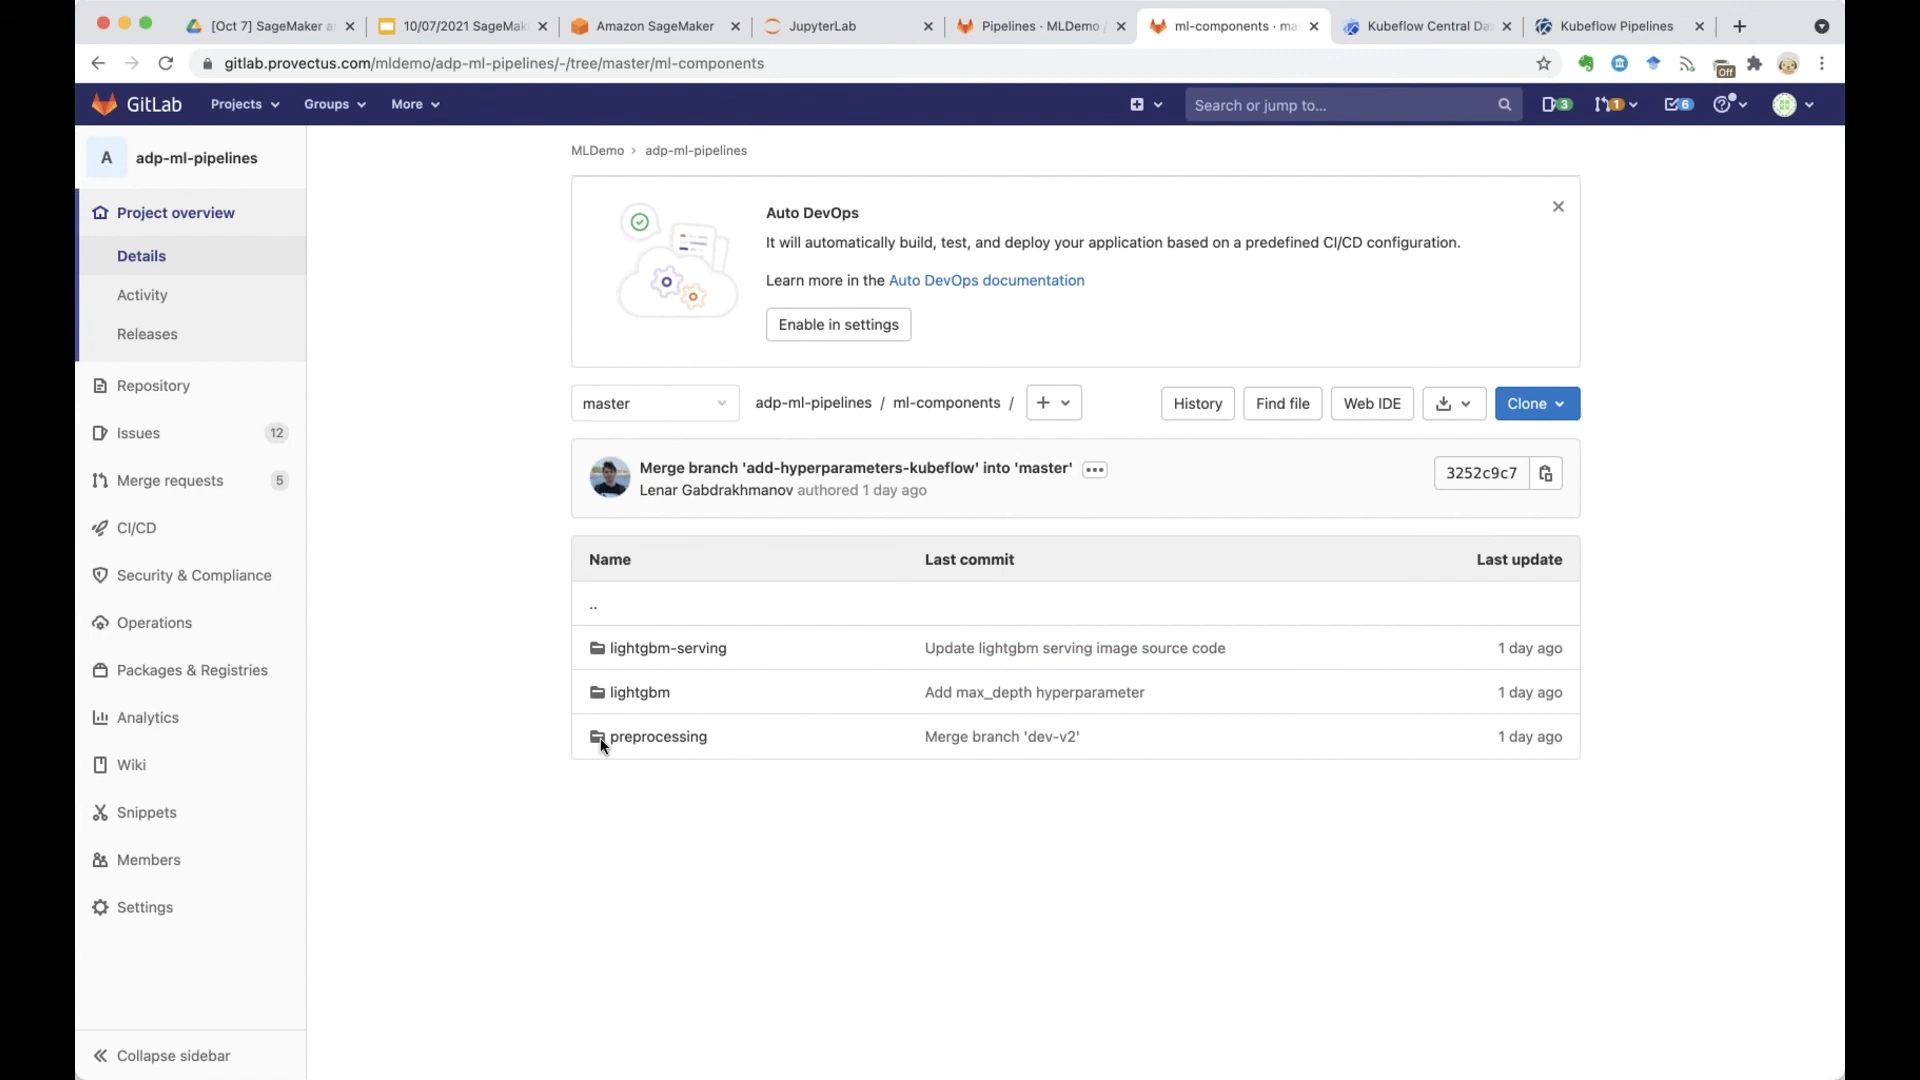 [Oct 7] SageMaker a
10/07/2021 SageMak
Amazon SageMaker
JupyterLab
Pipelines · MLDemo /
ml-components · ma
Kubeflow Central Da
Kubeflow Pipelines
gitlab.provectus.com/mldemo/adp-ml-pipelines/-/tree/master/ml-components
Off
GitLab
Projects
Groups
More
Search or jump to...
3
1
6
A
adp-ml-pipelines
Project overview
Details
Activity
Releases
Repository
Issues 12
Merge requests 5
CI/CD
Security & Compliance
Operations
Packages & Registries
Analytics
Wiki
Snippets
Members
Settings
Collapse sidebar
MLDemo › adp-ml-pipelines
Auto DevOps
It will automatically build, test, and deploy your application based on a predefined CI/CD configuration.
Learn more in the Auto DevOps documentation
Enable in settings
master
adp-ml-pipelines / ml-components /
History
Find file
Web IDE
Clone
Merge branch 'add-hyperparameters-kubeflow' into 'master'
Lenar Gabdrakhmanov authored 1 day ago
3252c9c7
Name Last commit Last update
..
lightgbm-serving Update lightgbm serving image source code 1 day ago
lightgbm Add max_depth hyperparameter 1 day ago
preprocessing Merge branch 'dev-v2' 1 day ago